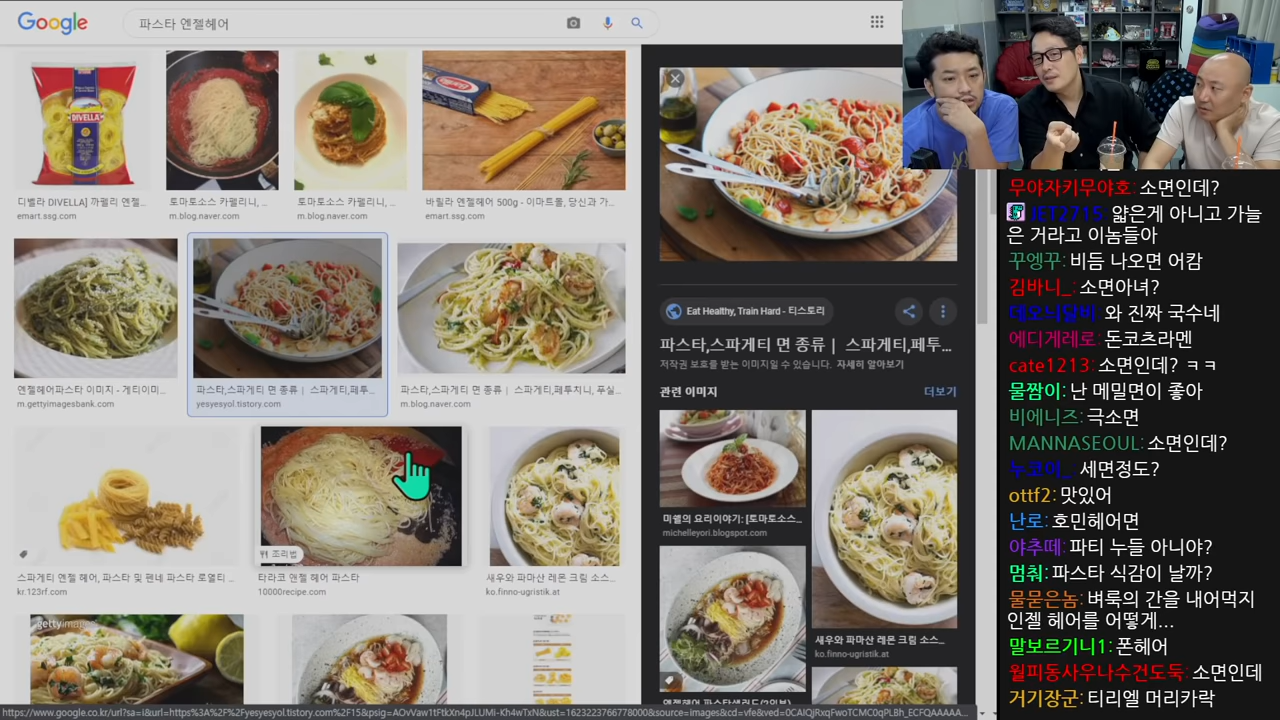 Google
파스타 엔젤헤어
DIVELLA
디벨라 DIVELLA] 까펠리 엔젤...
emart.ssg.com
토마토소스 카펠리니, ...
m.blog.naver.com
토마토소스 카펠리니, ...
m.blog.naver.com
바릴라 엔젤헤어 500g - 이마트몰, 당신과 가...
emart.ssg.com
엔젤헤어파스타 이미지 - 게티이미...
m.gettyimagesbank.com
파스타,스파게티 면 종류 | 스파게티,페투...
yesyesyol.tistory.com
파스타,스파게티 면 종류 | 스파게티,페투치니, 푸실...
m.blog.naver.com
스파게티 엔젤 헤어, 파스타 및 펜네 파스타 로열티 ...
kr.123rf.com
조리법
타라코 엔젤 헤어 파스타
10000recipe.com
새우와 파마산 레몬 크림 소스...
ko.finno-ugristik.at
gettyimages
Eat Healthy, Train Hard - 티스토리
파스타,스파게티 면 종류 | 스파게티,페투...
저작권 보호를 받는 이미지일 수 있습니다. 자세히 알아보기
관련 이미지
더보기
미쉘의 요리이야기: [토마토소스...
michelleyori.blogspot.com
새우와 파마산 레몬 크림 소스...
ko.finno-ugristik.at
무야자키무야호: 소면인데?
JET2715: 얇은게 아니고 가늘
은 거라고 이놈들아
꾸엥꾸: 비듬 나오면 어캄
김바니_: 소면아녀?
데오늬달비: 와 진짜 국수네
에디게레로: 돈코츠라멘
cate1213: 소면인데? ㅋㅋ
물짬이: 난 메밀면이 좋아
비에니즈: 극소면
MANNASEOUL: 소면인데?
누코이_: 세면정도?
ottf2: 맛있어
난로: 호민헤어면
야추떼: 파티 누들 아니야?
멈춰: 파스타 식감이 날까?
물묻은놈: 벼룩의 간을 내어먹지
인젤 헤어를 어떻게...
말보르기니1: 폰헤어
월피동사우나수건도둑: 소면인데
거기장군: 티리엘 머리카락